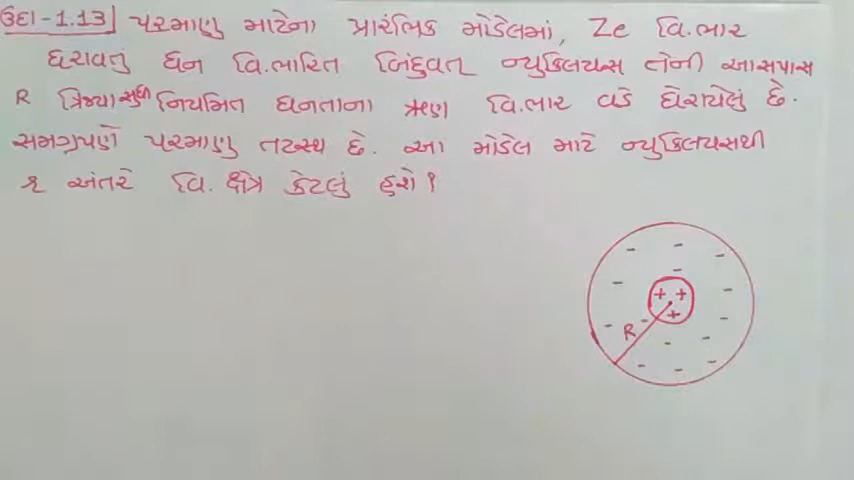 ઉદા-1.13] પરમાણુ માટેના પ્રારંભિક મોડેલમાં, Ze વિ.ભાર
ધરાવતું ધન વિ.ભારિત બિંદુવત્ ન્યુક્લિયસ તેની આસપાસ
R ત્રિજ્યા સુધી નિયમિત ઘનતાના ઋણ વિ.ભાર વડે ઘેરાયેલું છે.
સમગ્રપણે પરમાણુ તટસ્થ છે. આ મોડેલ માટે ન્યુક્લિયસથી
r અંતરે વિ. ક્ષેત્ર કેટલું હશે?
R